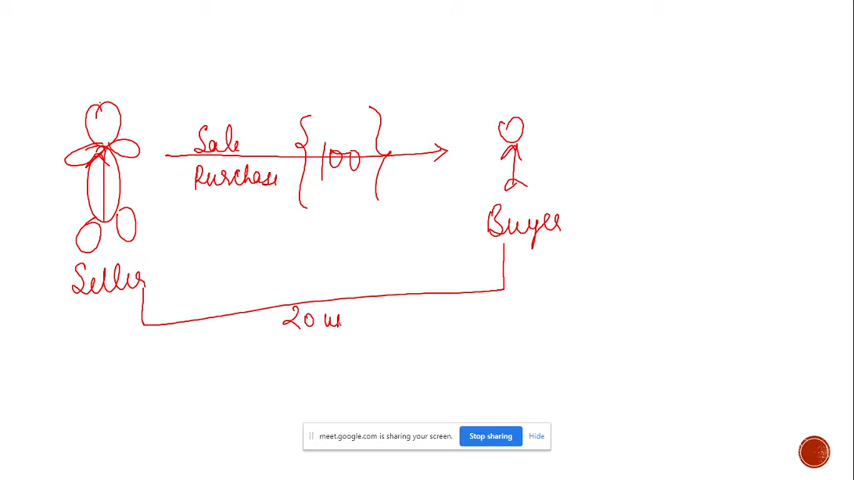 Sale
Purchase
100
Buyer
Seller
20
meet.google.com is sharing your screen.
Stop sharing
Hide